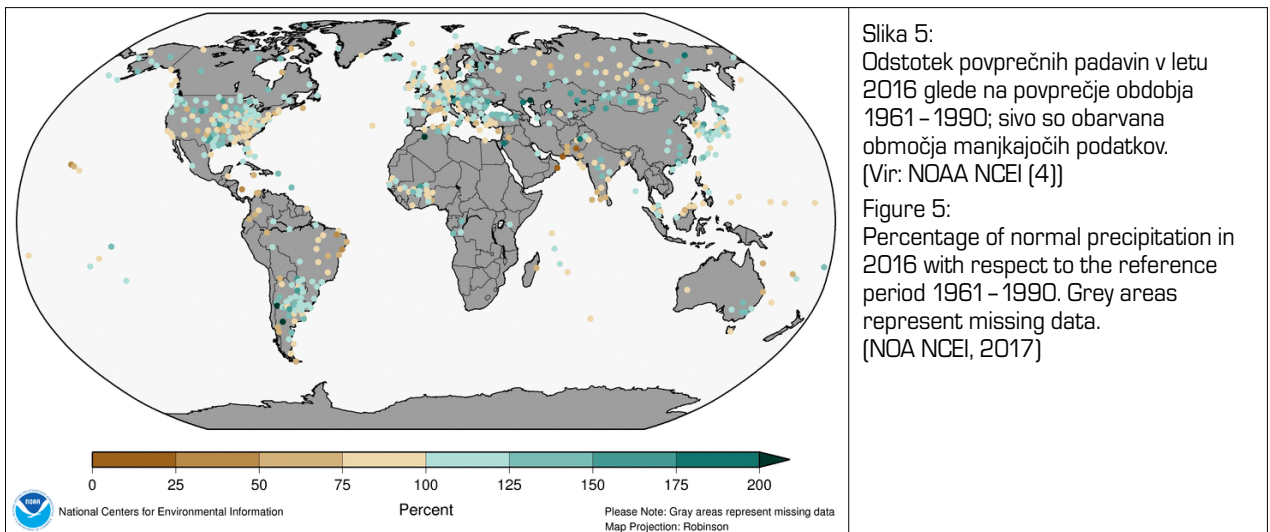 0
25
50
75
100
125
150
175
200
Percent
NOAA
National Centers for Environmental Information
Please Note: Gray areas represent missing data
Map Projection: Robinson
Slika 5:
Odstotek povprečnih padavin v letu
2016 glede na povprečje obdobja
1961–1990; sivo so obarvana
območja manjkajočih podatkov.
(Vir: NOAA NCEI (4))
Figure 5:
Percentage of normal precipitation in
2016 with respect to the reference
period 1961–1990. Grey areas
represent missing data.
(NOA NCEI, 2017)